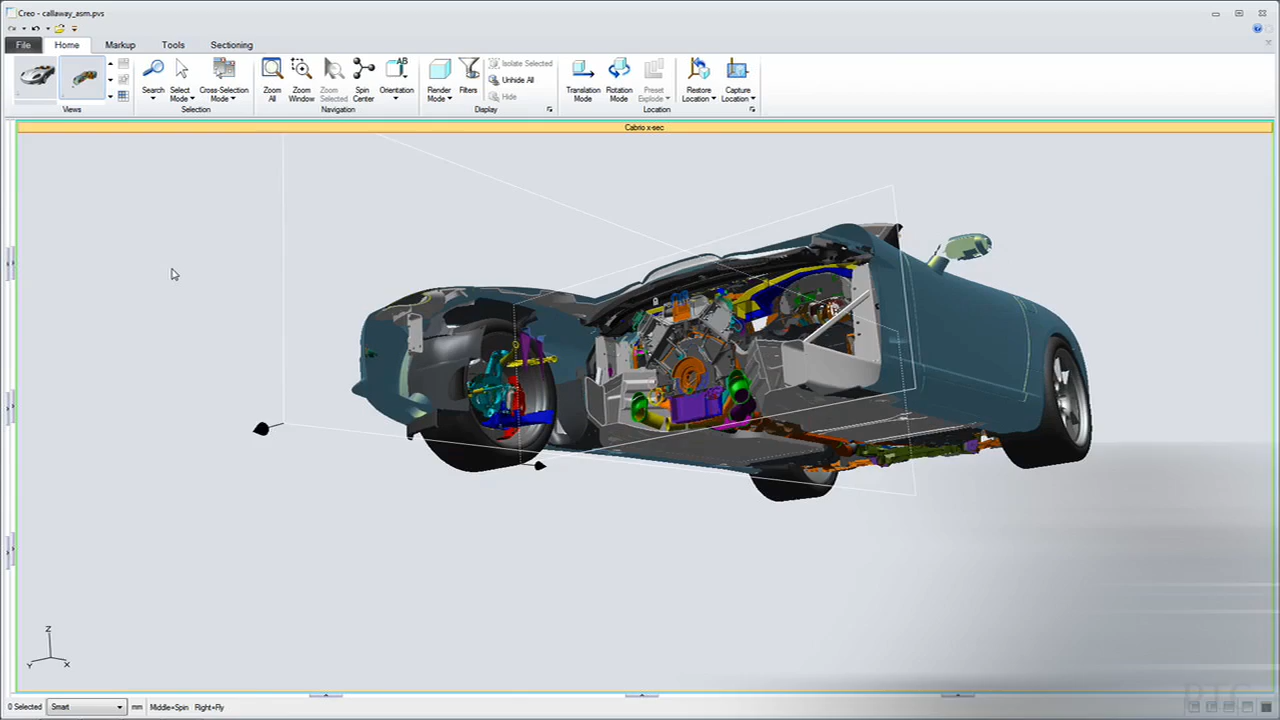 Creo - callaway_asm.pvs
File Home Markup Tools Sectioning
Views
Search
Select Mode
Cross-Selection Mode
Selection
Zoom All
Zoom Window
Zoom Selected
Spin Center
Orientation
Navigation
Render Mode
Filters
Isolate Selected
Unhide All
Hide
Display
Translation Mode
Rotation Mode
Preset Explode
Restore Location
Capture Location
Location
Cabrio x-sec
Z
Y
X
0 Selected Smart mm Middle=Spin Right=Fly
PTC